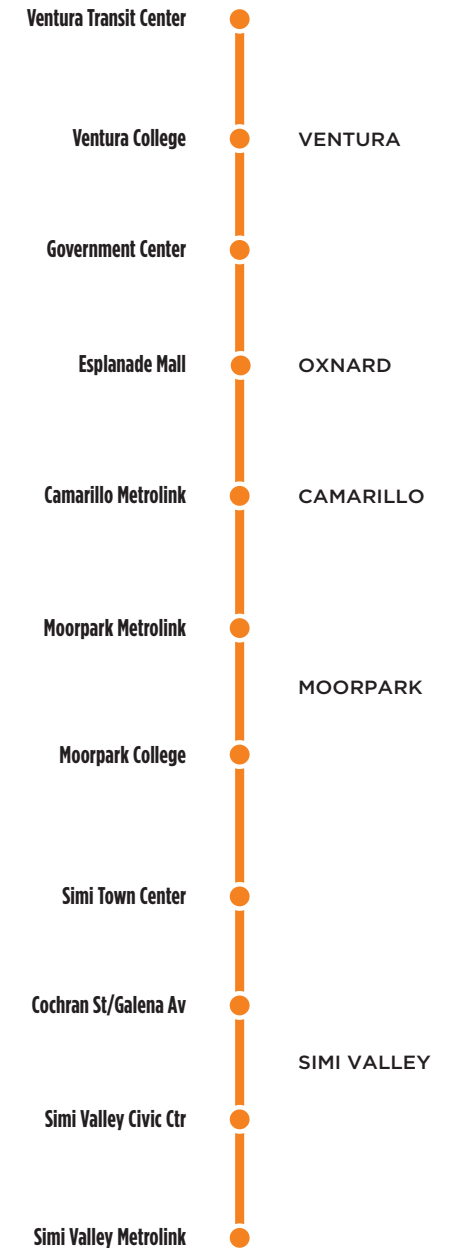 Ventura Transit Center
Ventura College
VENTURA
Government Center
Esplanade Mall
OXNARD
Camarillo Metrolink
CAMARILLO
Moorpark Metrolink
MOORPARK
Moorpark College
Simi Town Center
Cochran St/Galena Av
SIMI VALLEY
Simi Valley Civic Ctr
Simi Valley Metrolink